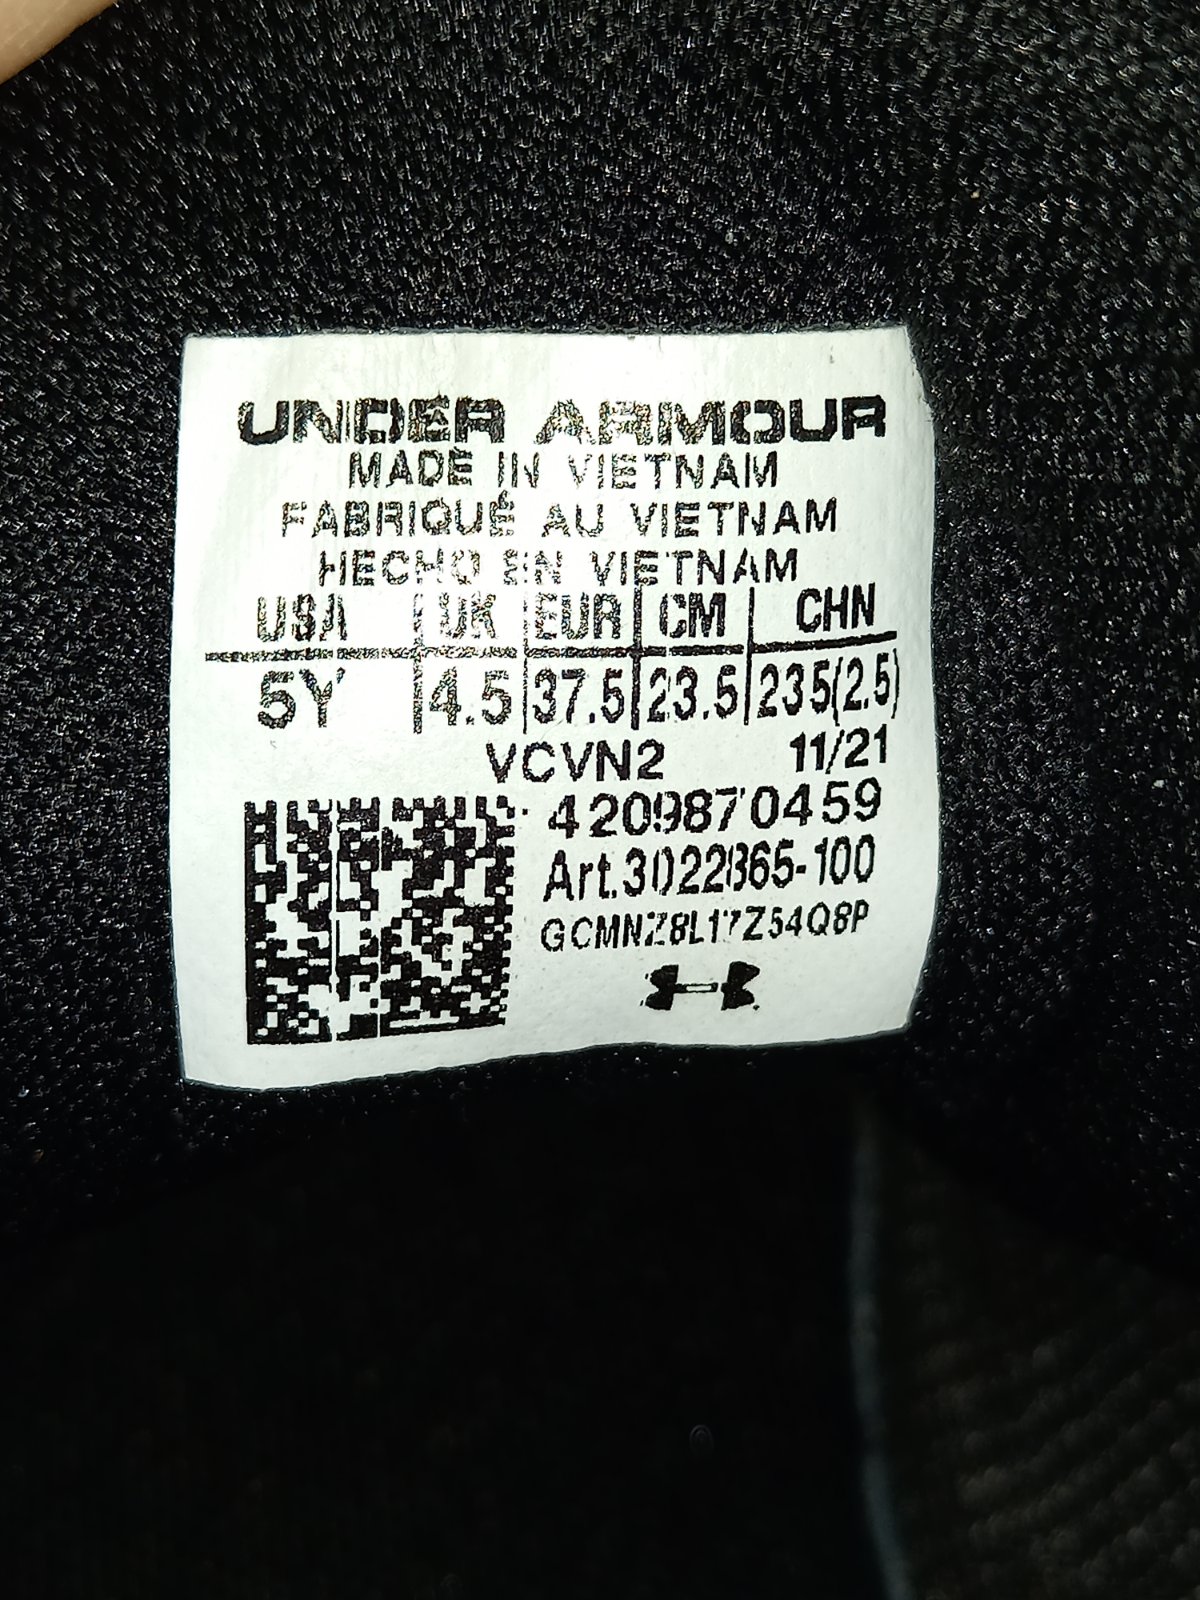 UNDER ARMOUR
MADE IN VIETNAM
FABRIQUÉ AU VIETNAM
HECHO EN VIETNAM
USA UK EUR CM CHN
5Y 4.5 37.5 23.5 235(2.5)
VCVN2 11/21
4209870459
Art.3022865-100
GCMNZ8L17Z54Q8P